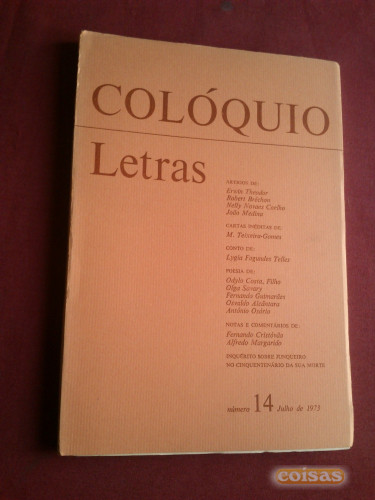 COLÓQUIO
Letras
ARTIGOS DE:
Erwin Theodor
Robert Bréchon
Nelly Novaes Coelho
João Medina
CARTAS INÉDITAS DE:
M. Teixeira-Gomes
CONTO DE:
Lygia Fagundes Telles
POESIA DE:
Odylo Costa, Filho
Olga Savary
Fernando Guimarães
Osvaldo Alcântara
António Osório
NOTAS E COMENTÁRIOS DE:
Fernando Cristóvão
Alfredo Margarido
INQUÉRITO SOBRE JUNQUEIRO
NO CINQUENTENÁRIO DA SUA MORTE
número 14 Julho de 1973
coisas